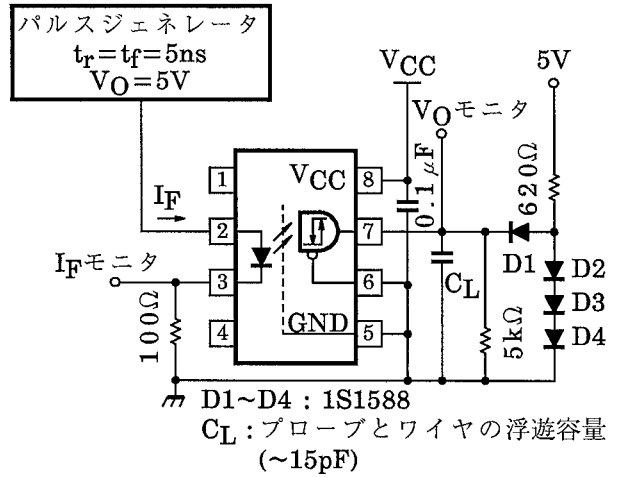 パルスジェネレータ
tr=tf=5ns
VO=5V
VCC
5V
VOモニタ
IF
1
2
3
4
VCC
GND
8
7
6
5
0.1μF
620Ω
D1
D2
D3
D4
CL
5kΩ
IFモニタ
100Ω
D1~D4 : 1S1588
CL : プローブとワイヤの浮遊容量
(~15pF)